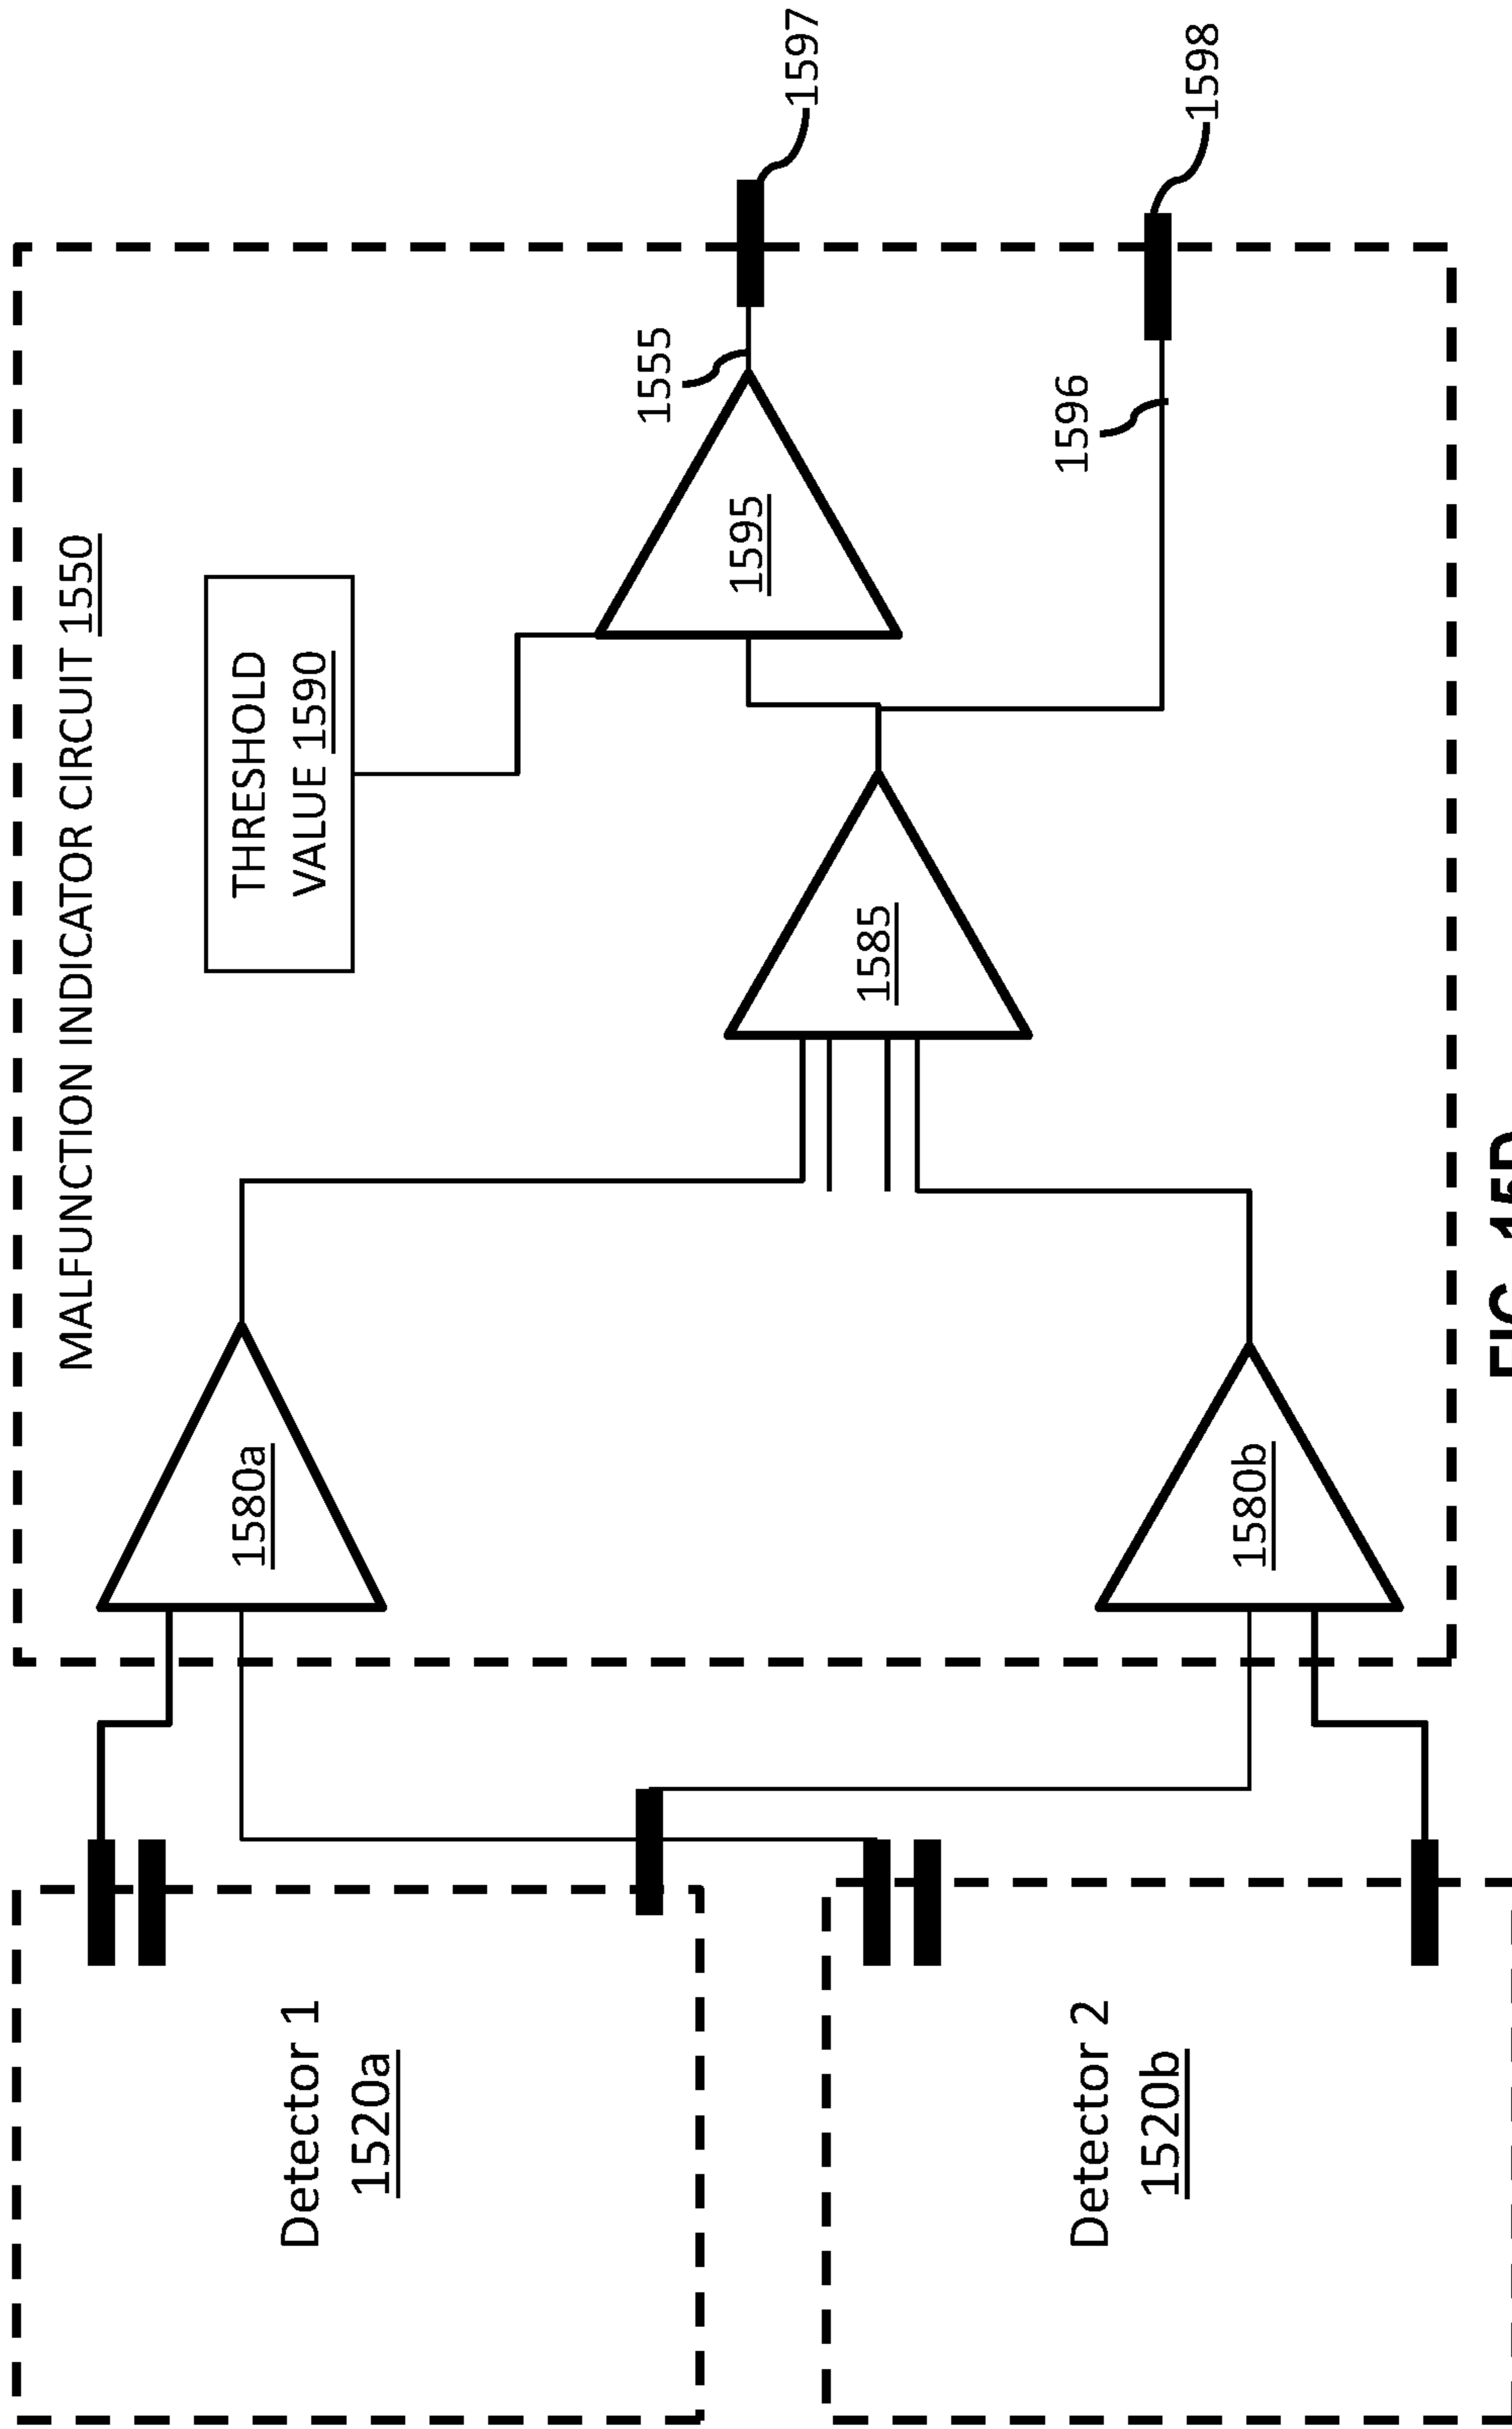 MALFUNCTION INDICATOR CIRCUIT 1550
THRESHOLD
VALUE 1590
1580a
1580b
1585
1595
1555
1596
1597
1598
Detector 1
1520a
Detector 2
1520b